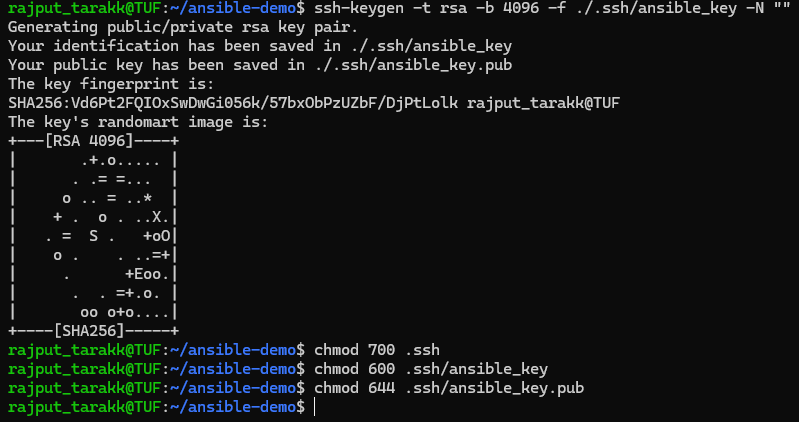 rajput_tarakk@TUF:~/ansible-demo$ ssh-keygen -t rsa -b 4096 -f ./.ssh/ansible_key -N ""
Generating public/private rsa key pair.
Your identification has been saved in ./.ssh/ansible_key
Your public key has been saved in ./.ssh/ansible_key.pub
The key fingerprint is:
SHA256:Vd6Pt2FQIOxSwDwGi056k/57bxObPzUZbF/DjPtLolk rajput_tarakk@TUF
The key's randomart image is:
+---[RSA 4096]----+
|       .+.o..... |
|      . .= =...  |
|     o .. = ..*  |
|    + .  o . ..X.|
|   . =  S .   +oO|
|    o .    . ..=+|
|     .      +Eoo.|
|      .  . =+.o. |
|       oo o+o....|
+----[SHA256]-----+
rajput_tarakk@TUF:~/ansible-demo$ chmod 700 .ssh
rajput_tarakk@TUF:~/ansible-demo$ chmod 600 .ssh/ansible_key
rajput_tarakk@TUF:~/ansible-demo$ chmod 644 .ssh/ansible_key.pub
rajput_tarakk@TUF:~/ansible-demo$